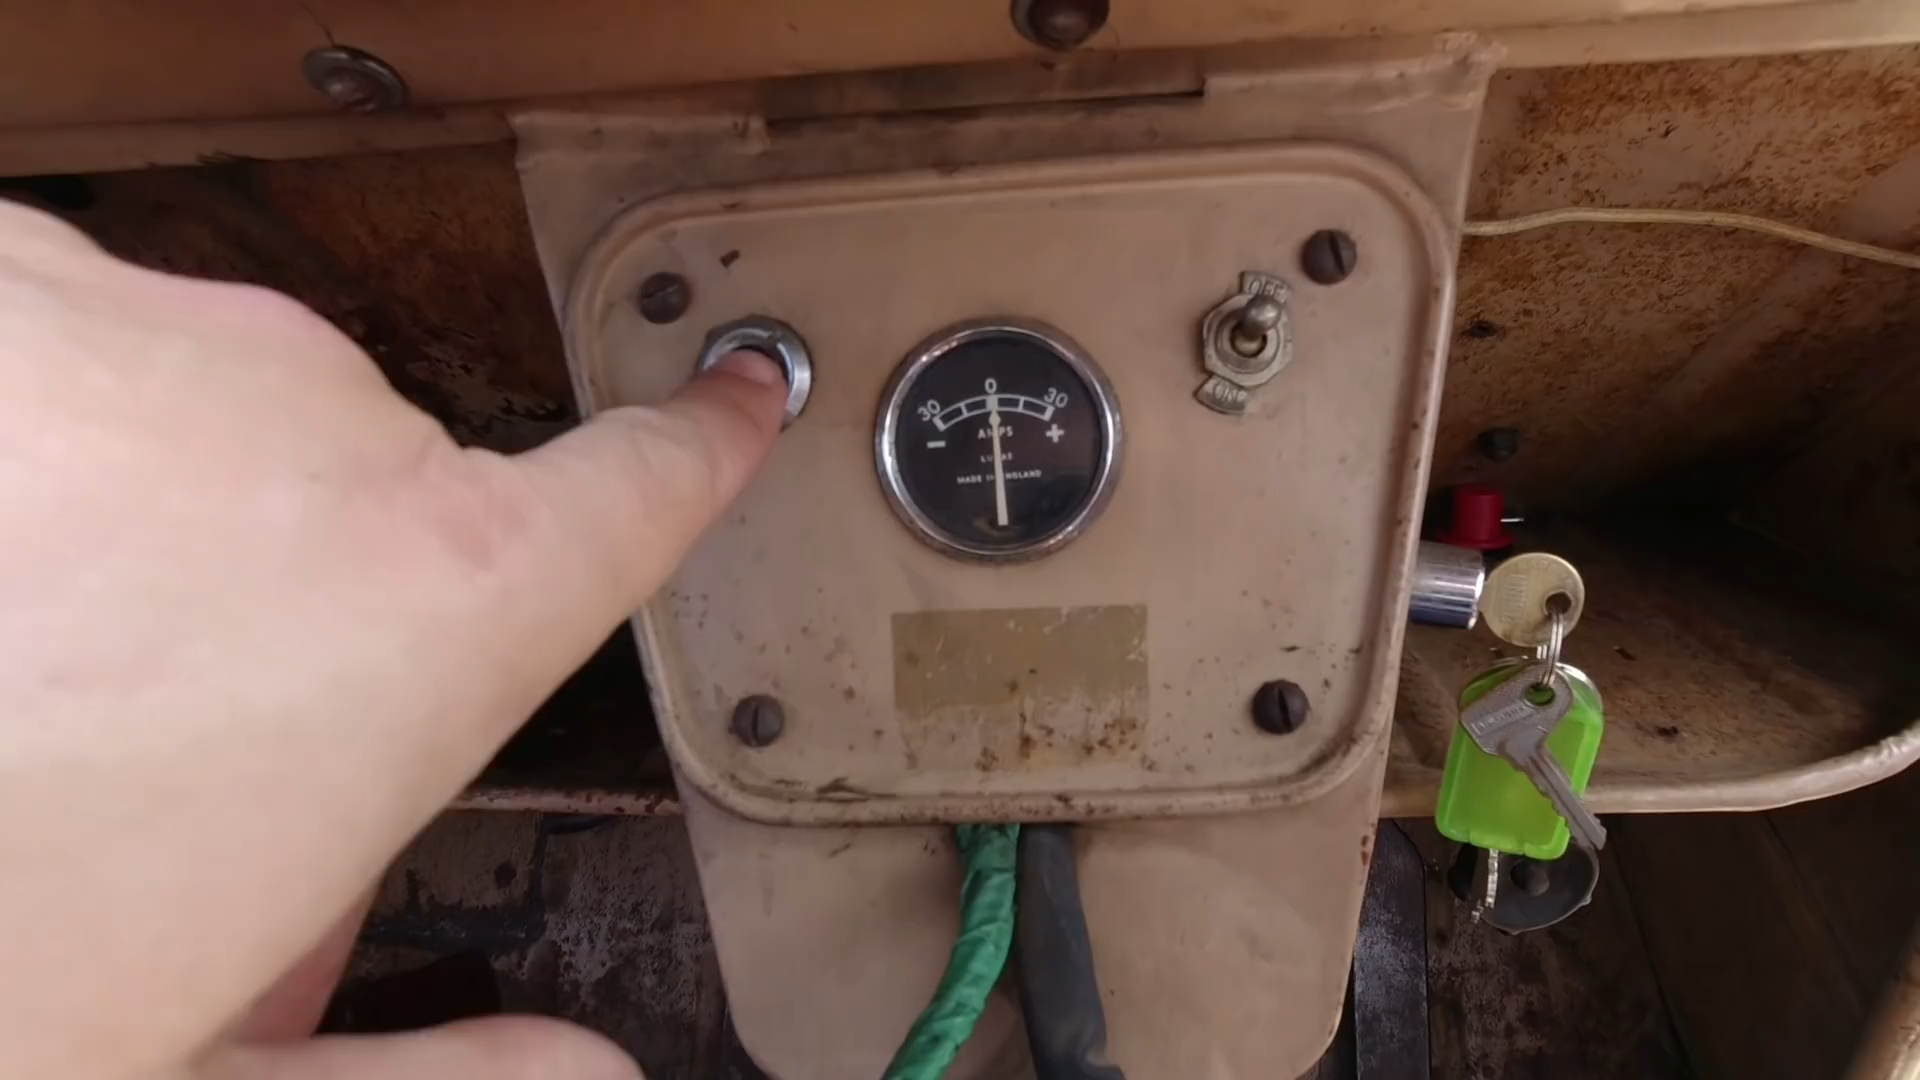 OFF
ON
0
30 30
AMPS
- +
LUCAS
MADE IN ENGLAND